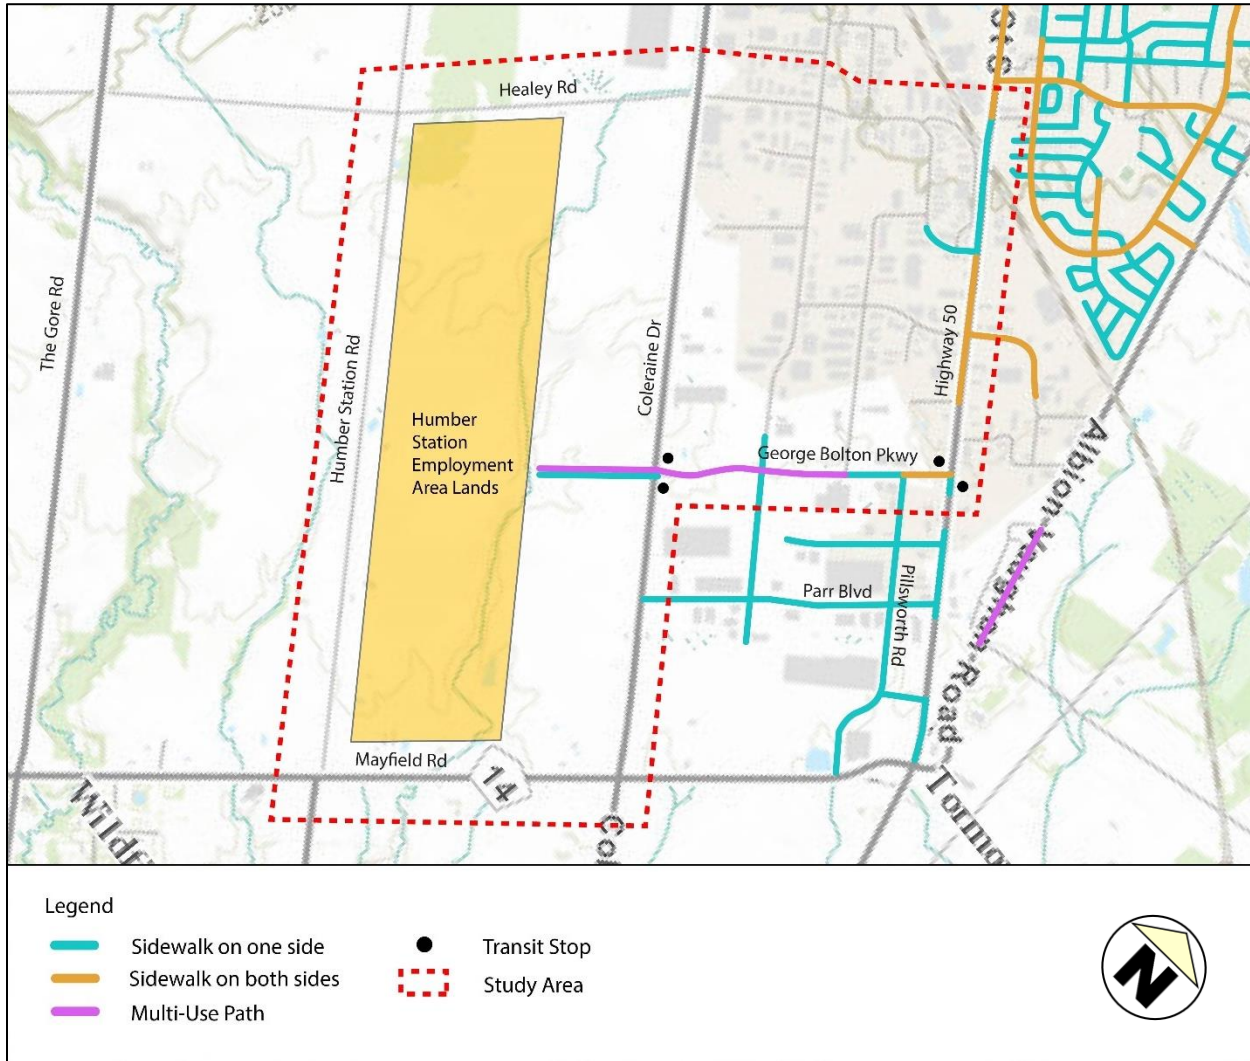 Healey Rd
The Gore Rd
Humber Station Rd
Coleraine Dr
Highway 50
Humber
Station
Employment
Area Lands
George Bolton Pkwy
Parr Blvd
Pillsworth Rd
Albion
Road
Mayfield Rd
14
Legend
Sidewalk on one side
Sidewalk on both sides
Multi-Use Path
Transit Stop
Study Area
N